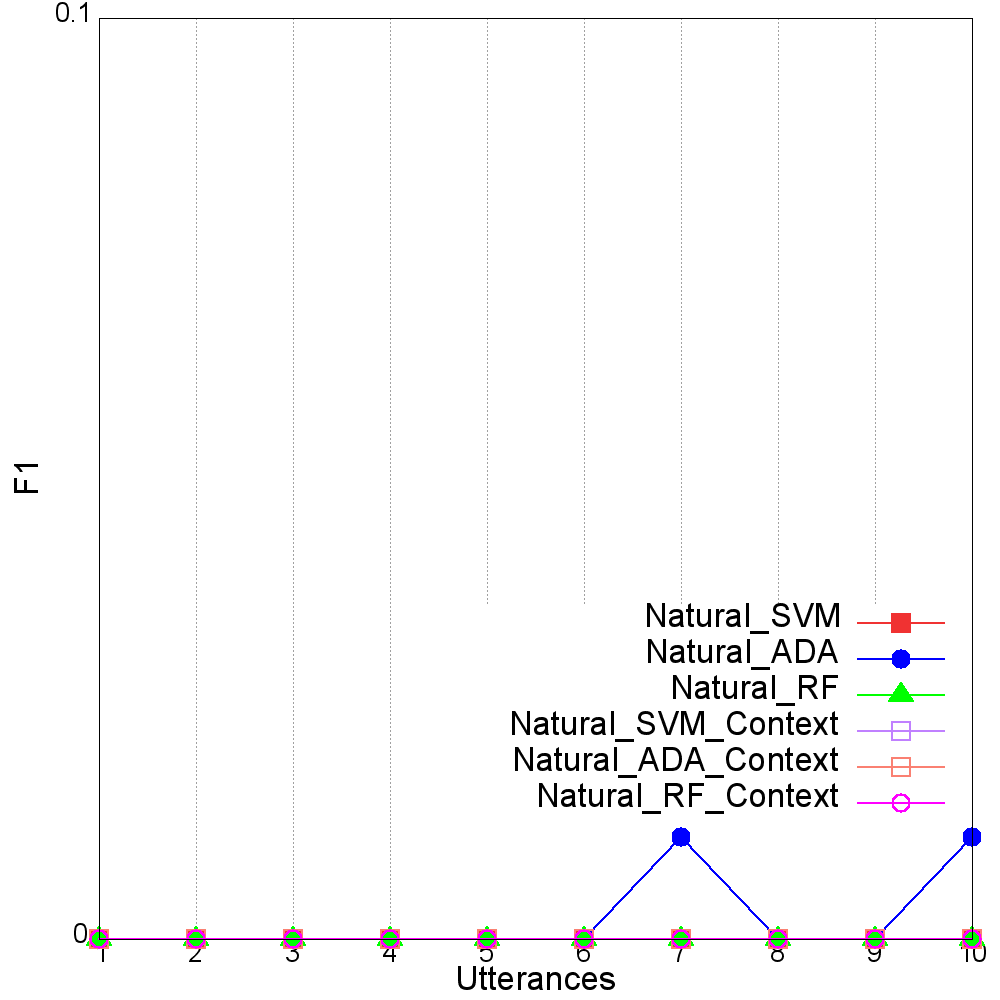 0.1
F1
Natural_SVM
Natural_ADA
Natural_RF
Natural_SVM_Context
Natural_ADA_Context
Natural_RF_Context
0
1 2 3 4 5 6 7 8 9 10
Utterances